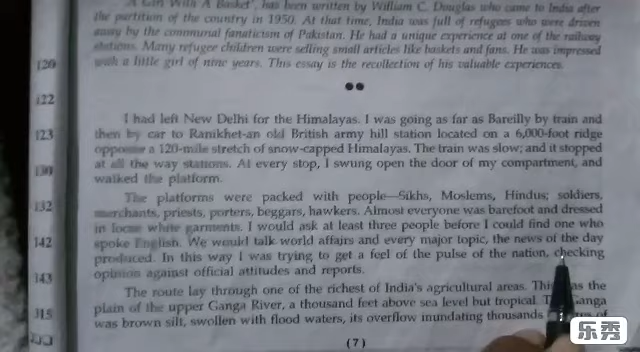 'A Girl With A Basket', has been written by William C. Douglas who came to India after
the partition of the country in 1950. At that time, India was full of refugees who were driven
away by the communal fanaticism of Pakistan. He had a unique experience at one of the railway
stations. Many refugee children were selling small articles like baskets and fans. He was impressed
with a little girl of nine years. This essay is the recollection of his valuable experiences.
120
122
I had left New Delhi for the Himalayas. I was going as far as Bareilly by train and
123
then by car to Ranikhet-an old British army hill station located on a 6,000-foot ridge
opposite a 120-mile stretch of snow-capped Himalayas. The train was slow; and it stopped
at all the way stations. At every stop, I swung open the door of my compartment, and
130
walked the platform.
The platforms were packed with people—Sikhs, Moslems, Hindus; soldiers,
132
merchants, priests, porters, beggars, hawkers. Almost everyone was barefoot and dressed
in loose white garments. I would ask at least three people before I could find one who
142
spoke English. We would talk world affairs and every major topic, the news of the day
produced. In this way I was trying to get a feel of the pulse of the nation, checking
143
opinion against official attitudes and reports.
The route lay through one of the richest of India's agricultural areas. This was the
315
plain of the upper Ganga River, a thousand feet above sea level but tropical. Ganga
was brown silt, swollen with flood waters, its overflow inundating thousands of
(7)
乐秀